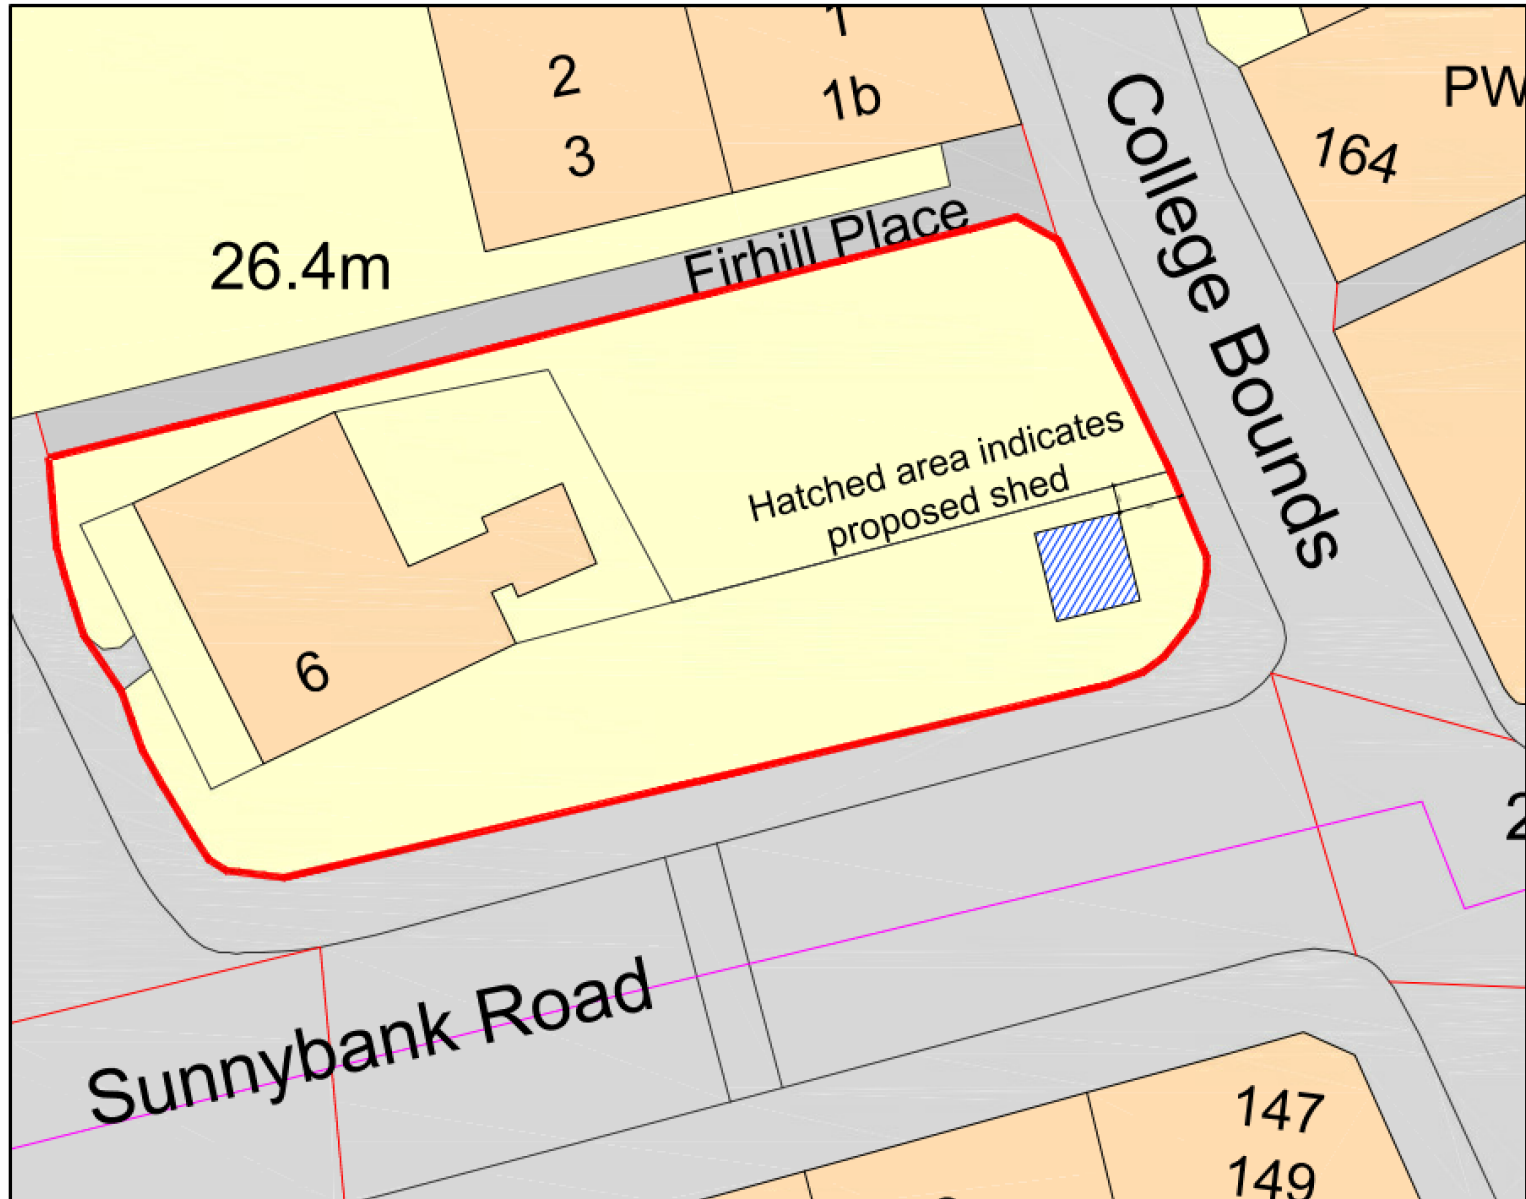 2
3
1
1b
PW
164
College Bounds
26.4m
Firhill Place
Hatched area indicates
proposed shed
6
2
Sunnybank Road
147
149